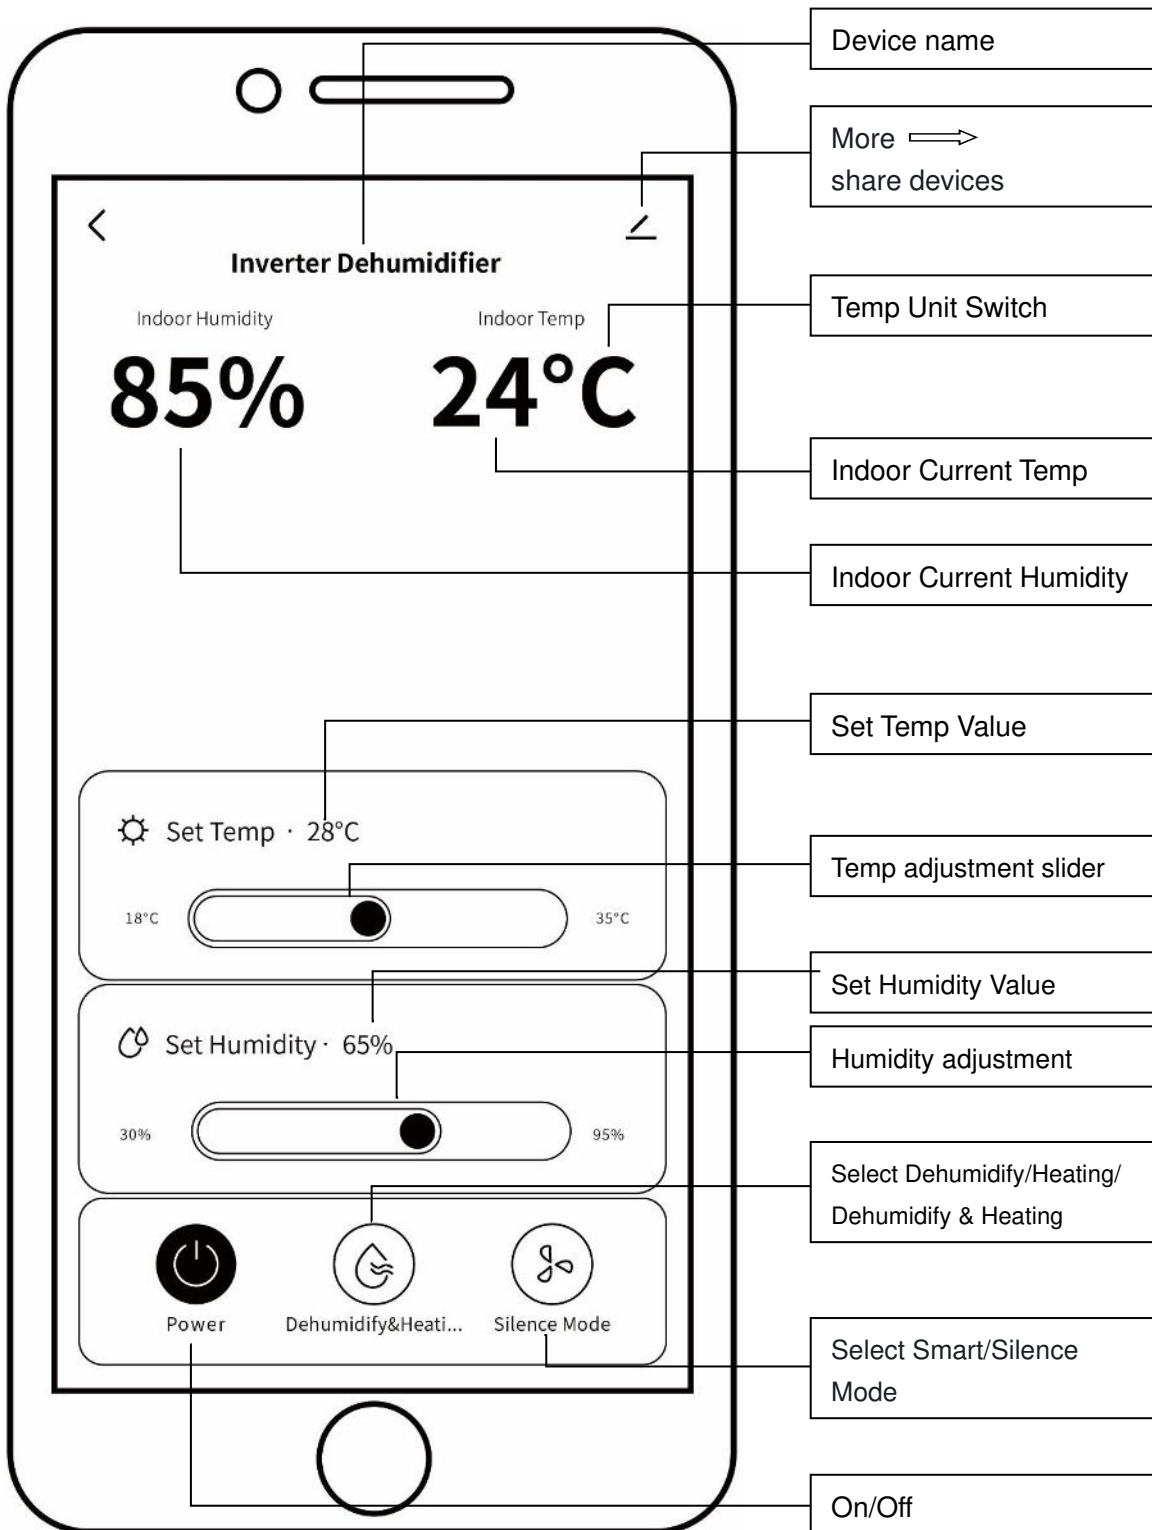 Device name
More
share devices
Inverter Dehumidifier
Indoor Humidity
Indoor Temp
Temp Unit Switch
85%
24°C
Indoor Current Temp
Indoor Current Humidity
Set Temp Value
Set Temp · 28°C
Temp adjustment slider
18°C
35°C
Set Humidity Value
Set Humidity · 65%
Humidity adjustment
30%
95%
Select Dehumidify/Heating/
Dehumidify & Heating
Power
Dehumidify&Heati...
Silence Mode
Select Smart/Silence
Mode
On/Off